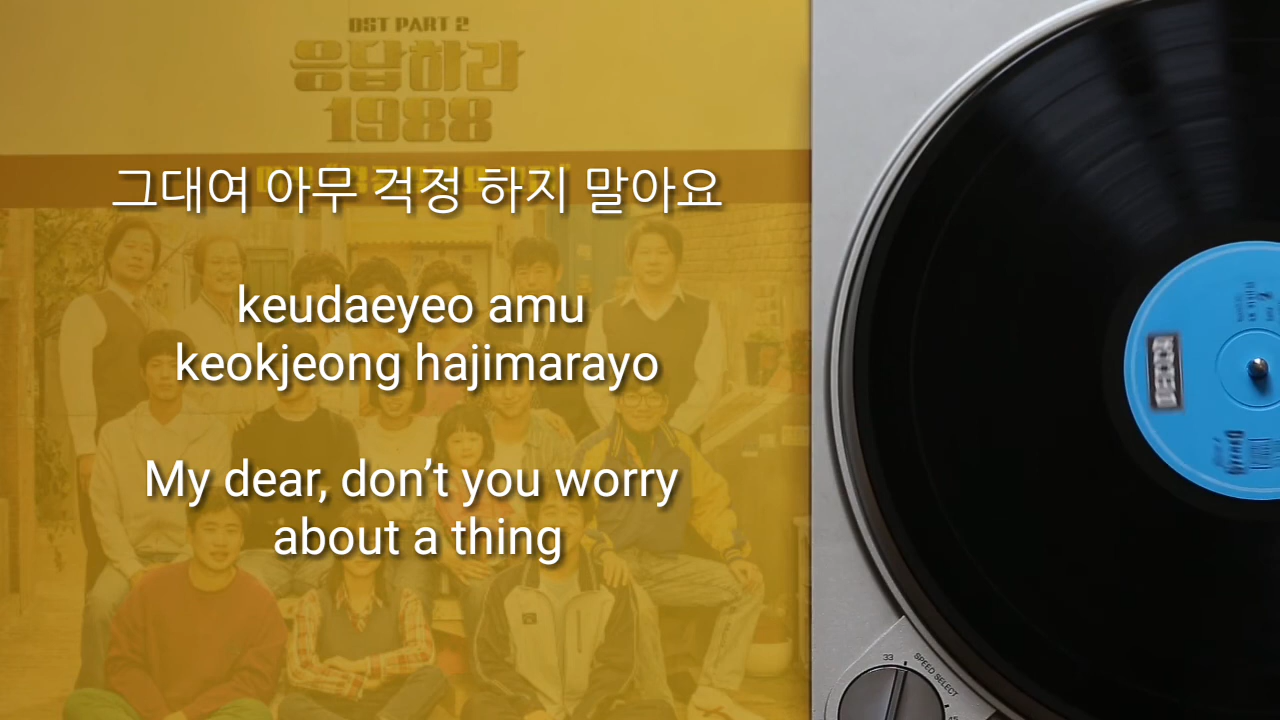 OST PART 2
응답하라
1988
그대여 아무 걱정 하지 말아요
keudaeyeo amu
keokjeong hajimarayo
My dear, don’t you worry
about a thing
DECCA
33
SPEED SELECT
45